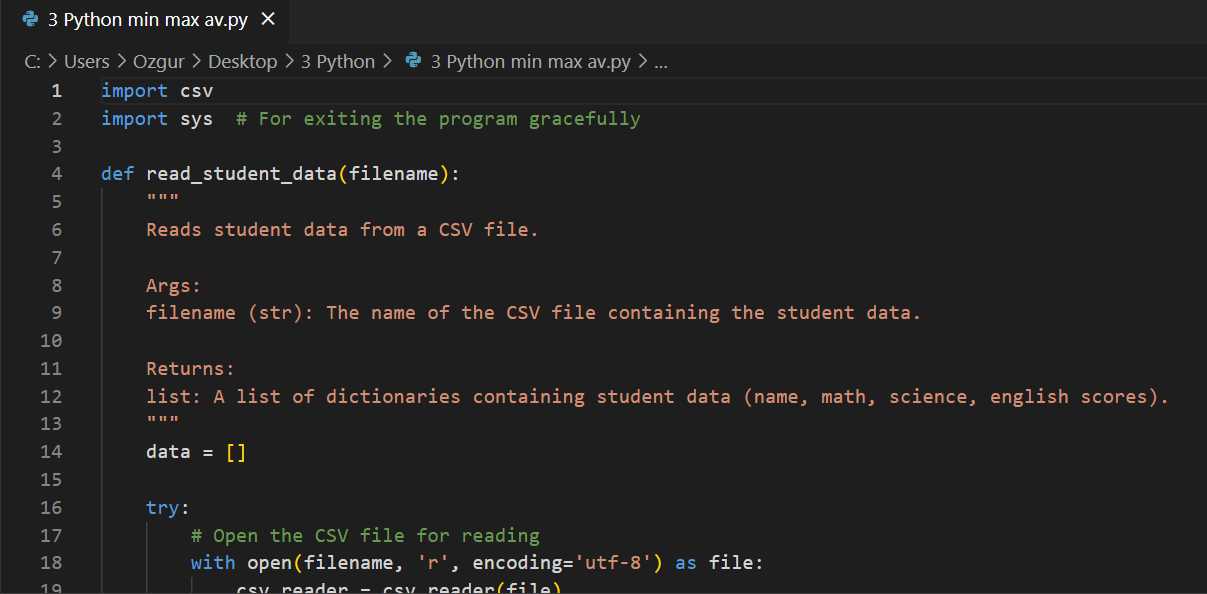 3 Python min max av.py ×
C: > Users > Ozgur > Desktop > 3 Python > 3 Python min max av.py > ...
1 import csv
2 import sys  # For exiting the program gracefully
3
4 def read_student_data(filename):
5     """
6     Reads student data from a CSV file.
7
8     Args:
9     filename (str): The name of the CSV file containing the student data.
10
11     Returns:
12     list: A list of dictionaries containing student data (name, math, science, english scores).
13     """
14     data = []
15
16     try:
17         # Open the CSV file for reading
18         with open(filename, 'r', encoding='utf-8') as file:
19             csv_reader = csv.reader(file)